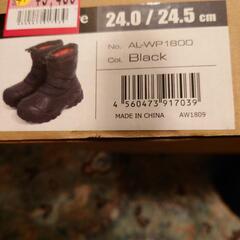 24.0 / 24.5 cm
No. AL-WP1800
Col. Black
4 560473 917039
MADE IN CHINA AW1809